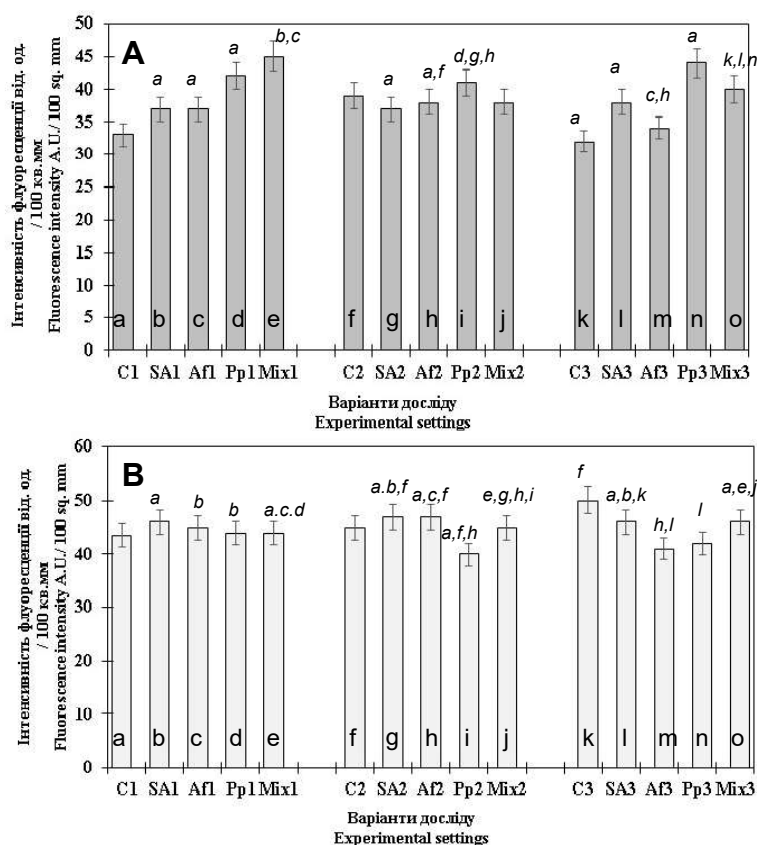 A
Інтенсивність флуоресценції від. од.
/ 100 кв.мм
Fluorescence intensity A.U./ 100 sq. mm
50
45
40
35
30
25
20
15
10
5
0
a a a b,c a a,f d,g,h a a c,h a k,l,n
a b c d e f g h i j k l m n o
C1 SA1 Af1 Pp1 Mix1 C2 SA2 Af2 Pp2 Mix2 C3 SA3 Af3 Pp3 Mix3
Варіанти досліду
Experimental settings
B
Інтенсивність флуоресценції від. од.
/ 100 кв.мм
Fluorescence intensity A.U./ 100 sq. mm
60
50
40
30
20
10
0
a b b a.c.d a.b,f a,c,f a,f,h e,g,h,i f a,b,k h,l l a,e,j
a b c d e f g h i j k l m n o
C1 SA1 Af1 Pp1 Mix1 C2 SA2 Af2 Pp2 Mix2 C3 SA3 Af3 Pp3 Mix3
Варіанти досліду
Experimental settings